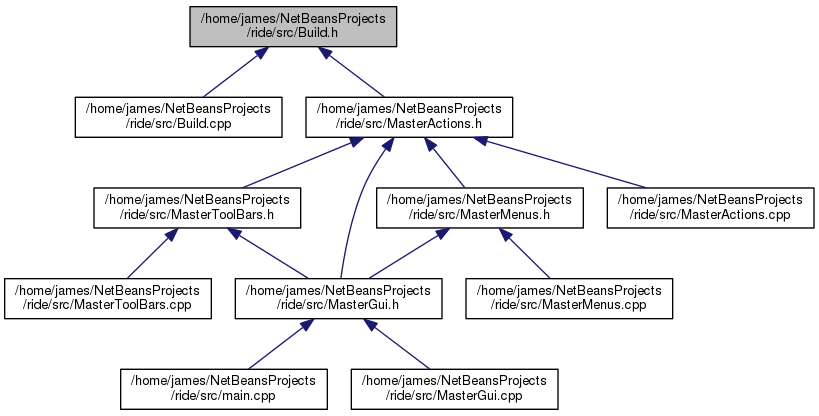 /home/james/NetBeansProjects
/ride/src/Build.h
/home/james/NetBeansProjects
/ride/src/Build.cpp
/home/james/NetBeansProjects
/ride/src/MasterActions.h
/home/james/NetBeansProjects
/ride/src/MasterToolBars.h
/home/james/NetBeansProjects
/ride/src/MasterMenus.h
/home/james/NetBeansProjects
/ride/src/MasterActions.cpp
/home/james/NetBeansProjects
/ride/src/MasterToolBars.cpp
/home/james/NetBeansProjects
/ride/src/MasterGui.h
/home/james/NetBeansProjects
/ride/src/MasterMenus.cpp
/home/james/NetBeansProjects
/ride/src/main.cpp
/home/james/NetBeansProjects
/ride/src/MasterGui.cpp